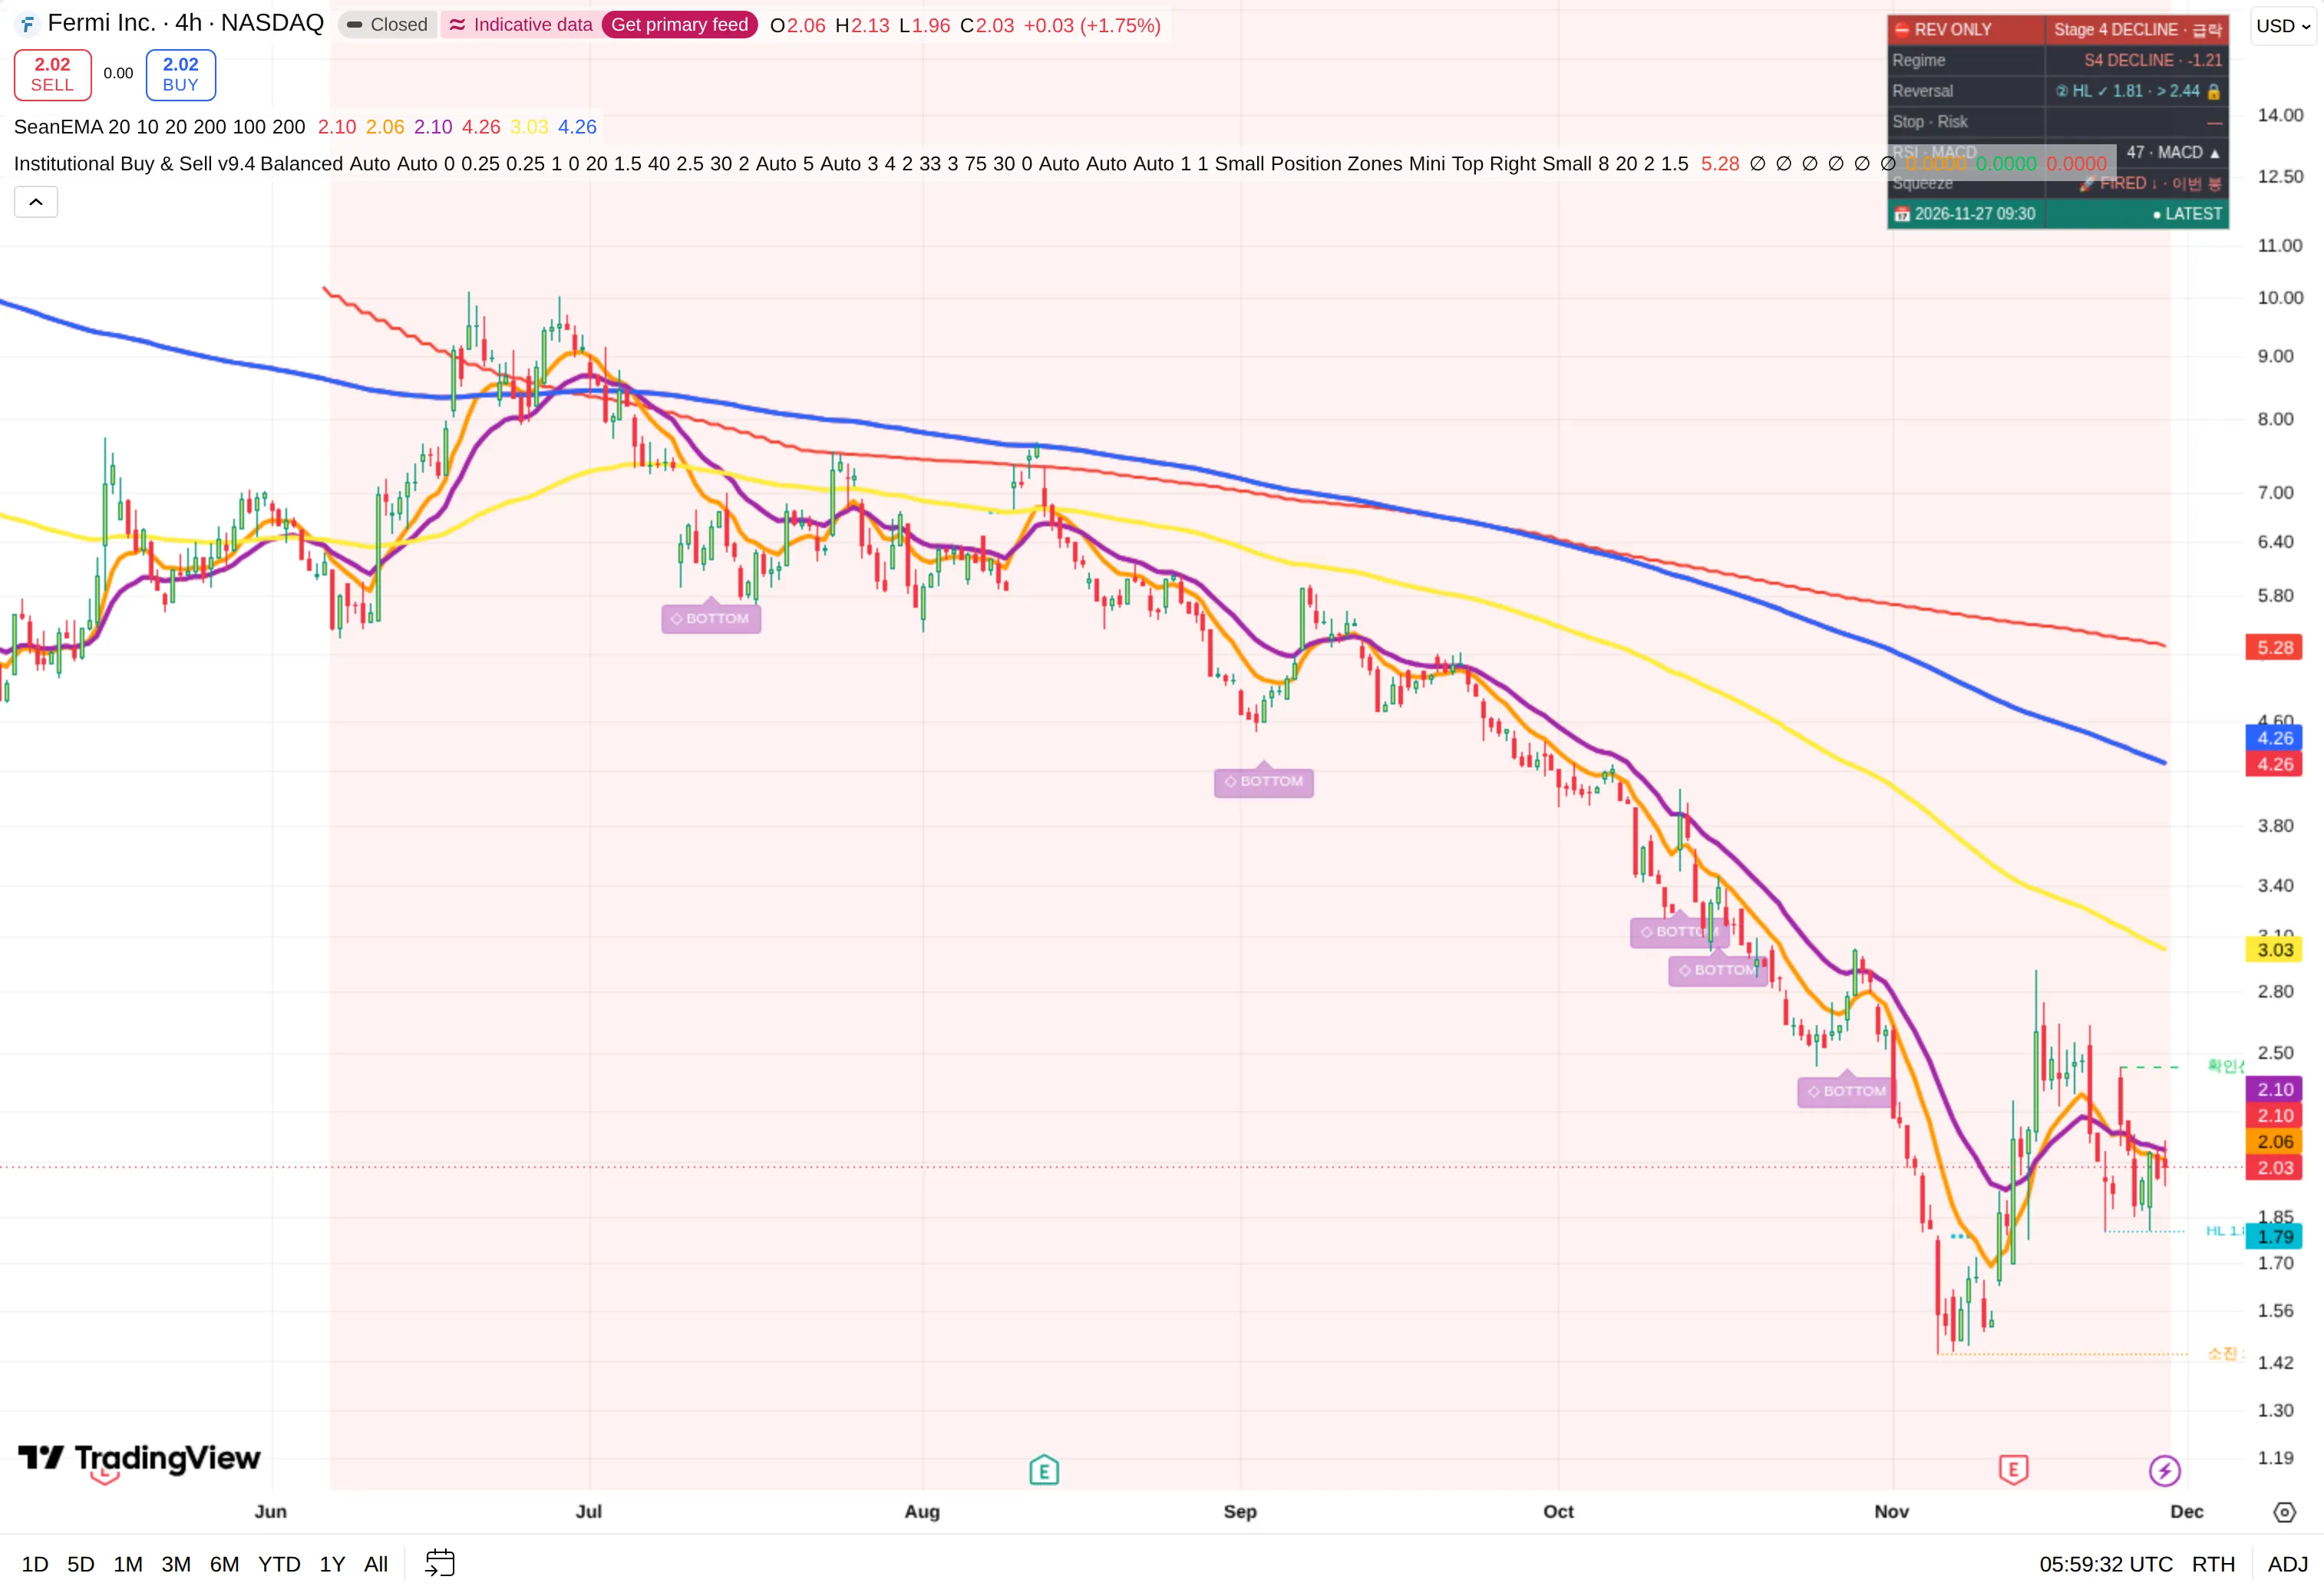 Fermi Inc. · 4h · NASDAQ Closed Indicative data Get primary feed O2.06 H2.13 L1.96 C2.03 +0.03 (+1.75%)
2.02 SELL 0.00 2.02 BUY
SeanEMA 20 10 20 200 100 200 2.10 2.06 2.10 4.26 3.03 4.26
Institutional Buy & Sell v9.4 Balanced Auto Auto 0 0.25 0.25 1 0 20 1.5 40 2.5 30 2 Auto 5 Auto 3 4 2 33 3 75 30 0 Auto Auto Auto 1 1 Small Position Zones Mini Top Right Small 8 20 2 1.5 5.28 ∅ ∅ ∅ ∅ ∅ ∅ 0.0000 0.0000 0.0000
⛔ REV ONLY Stage 4 DECLINE · 급락
Regime S4 DECLINE · -1.21
Reversal ② HL ✓ 1.81 · > 2.44 🔒
Stop · Risk —
RSI · MACD 47 · MACD ▲
Squeeze 🚀 FIRED ↓ · 이번 봉
📅 2026-11-27 09:30 ● LATEST
USD
14.00
12.50
11.00
10.00
9.00
8.00
7.00
6.40
5.80
5.28
4.60
4.26
4.26
3.80
3.40
3.10
3.03
2.80
2.50
2.10
2.10
2.06
2.03
1.85
1.79
1.70
1.56
1.42
1.30
1.19
◇ BOTTOM
◇ BOTTOM
◇ BOTTOM
◇ BOTTOM
◇ BOTTOM
확인
HL 1.
소진
TradingView
E
E
Jun Jul Aug Sep Oct Nov Dec
1D 5D 1M 3M 6M YTD 1Y All
05:59:32 UTC RTH ADJ